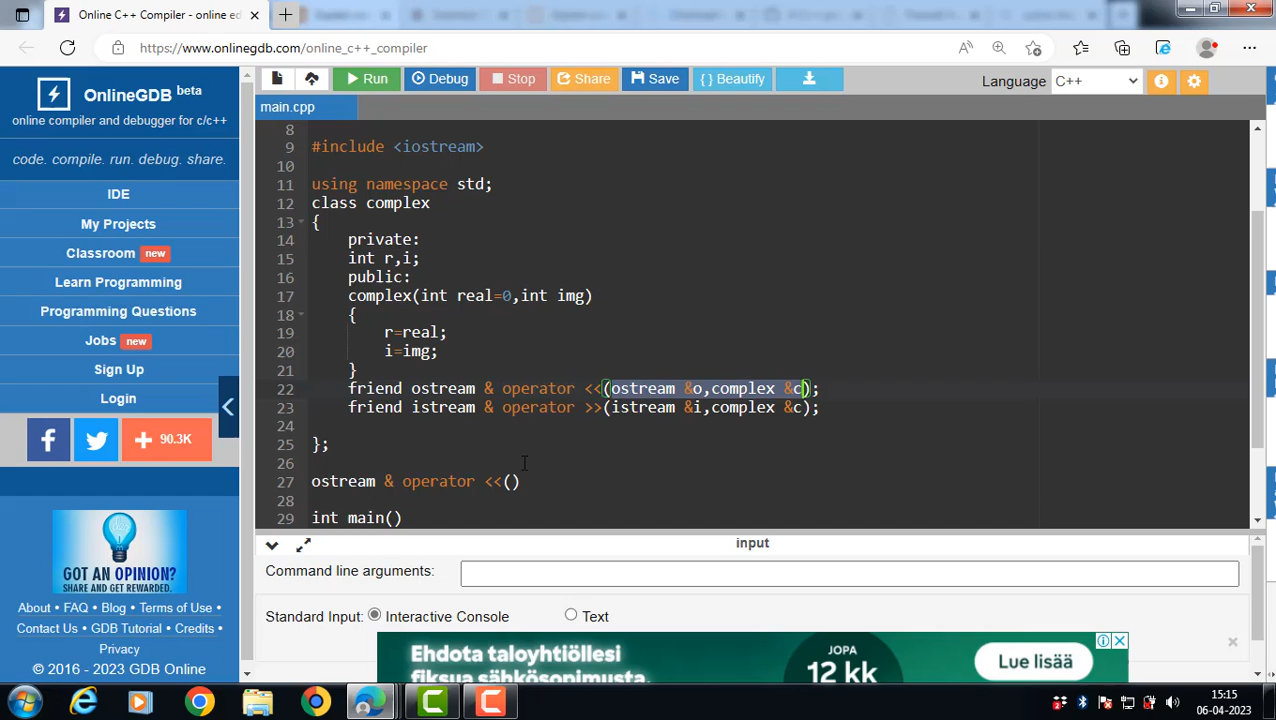 Online C++ Compiler - online edi
https://www.onlinegdb.com/online_c++_compiler
OnlineGDB beta
online compiler and debugger for c/c++
code. compile. run. debug. share.
IDE
My Projects
Classroom new
Learn Programming
Programming Questions
Jobs new
Sign Up
Login
90.3K
GOT AN OPINION?
SHARE AND GET REWARDED.
About • FAQ • Blog • Terms of Use •
Contact Us • GDB Tutorial • Credits •
Privacy
© 2016 - 2023 GDB Online
Run
Debug
Stop
Share
Save
{ } Beautify
Language C++
main.cpp
8
9 #include <iostream>
10
11 using namespace std;
12 class complex
13 {
14 private:
15 int r,i;
16 public:
17 complex(int real=0,int img)
18 {
19 r=real;
20 i=img;
21 }
22 friend ostream & operator <<(ostream &o,complex &c);
23 friend istream & operator >>(istream &i,complex &c);
24
25 };
26
27 ostream & operator <<()
28
29 int main()
input
Command line arguments:
Standard Input: Interactive Console Text
Ehdota taloyhtiöllesi
fiksua sähkösopimusta.
JOPA
12 kk
Lue lisää
15:15
06-04-2023